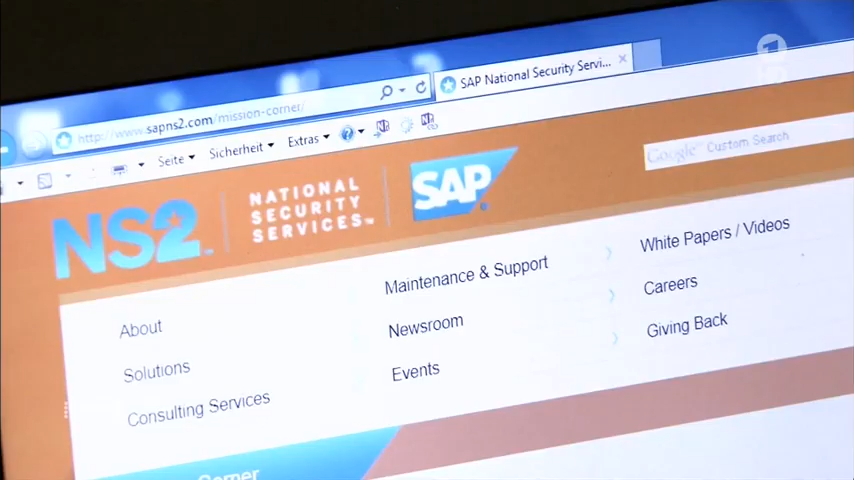 http://www.sapns2.com/mission-corner/
SAP National Security Servi...
Seite
Sicherheit
Extras
NS2
NATIONAL
SECURITY
SERVICES
SAP
Google Custom Search
About
Solutions
Consulting Services
Maintenance & Support
Newsroom
Events
White Papers / Videos
Careers
Giving Back
Corner